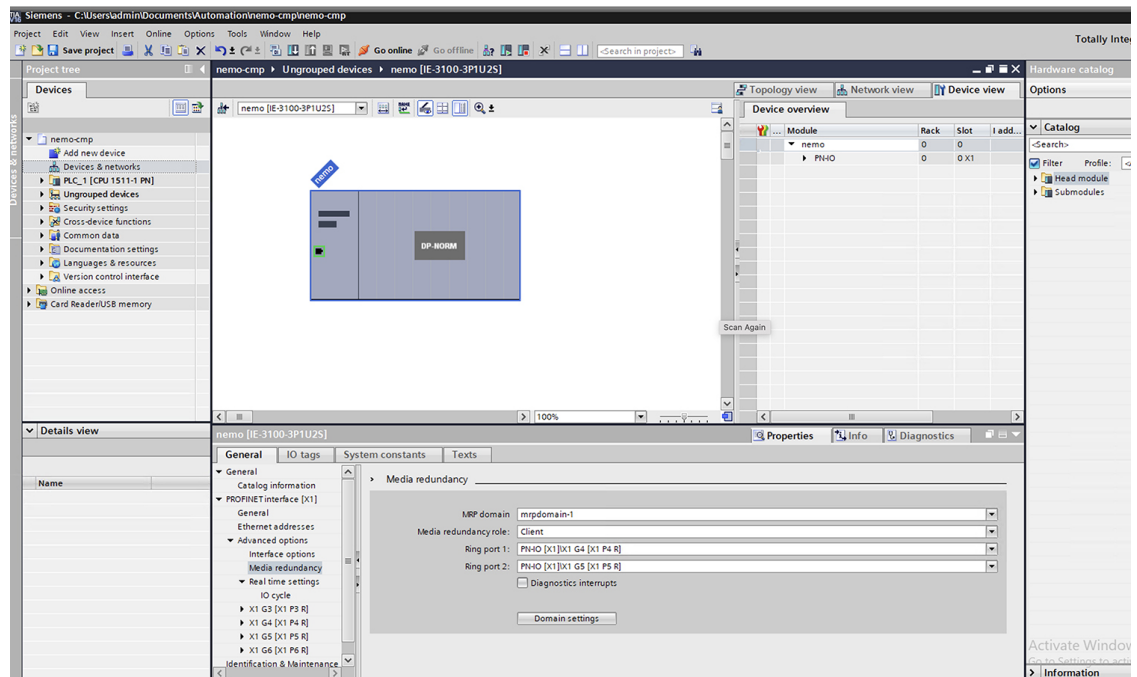 Siemens - C:\Users\admin\Documents\Automation\nemo-cmp\nemo-cmp
Project Edit View Insert Online Options Tools Window Help
Save project Go online Go offline <Search in project>
Totally Inte
Project tree
Devices
Devices & networks
nemo-cmp
Add new device
Devices & networks
PLC_1 [CPU 1511-1 PN]
Ungrouped devices
Security settings
Cross-device functions
Common data
Documentation settings
Languages & resources
Version control interface
Online access
Card Reader/USB memory
Details view
Name
nemo-cmp ▸ Ungrouped devices ▸ nemo [IE-3100-3P1U2S]
Topology view Network view Device view
nemo [IE-3100-3P1U2S]
nemo
DP-NORM
100%
Device overview
... Module Rack Slot I add...
nemo 0 0
PN-IO 0 0 X1
Scan Again
nemo [IE-3100-3P1U2S]
Properties Info Diagnostics
General IO tags System constants Texts
General
Catalog information
PROFINET interface [X1]
General
Ethernet addresses
Advanced options
Interface options
Media redundancy
Real time settings
IO cycle
X1 G3 [X1 P3 R]
X1 G4 [X1 P4 R]
X1 G5 [X1 P5 R]
X1 G6 [X1 P6 R]
Identification & Maintenance
Media redundancy
MRP domain mrpdomain-1
Media redundancy role: Client
Ring port 1: PN-IO [X1]\X1 G4 [X1 P4 R]
Ring port 2: PN-IO [X1]\X1 G5 [X1 P5 R]
Diagnostics interrupts
Domain settings
Hardware catalog
Options
Catalog
<Search>
Filter Profile:
Head module
Submodules
Activate Window
Go to Settings to acti
Information